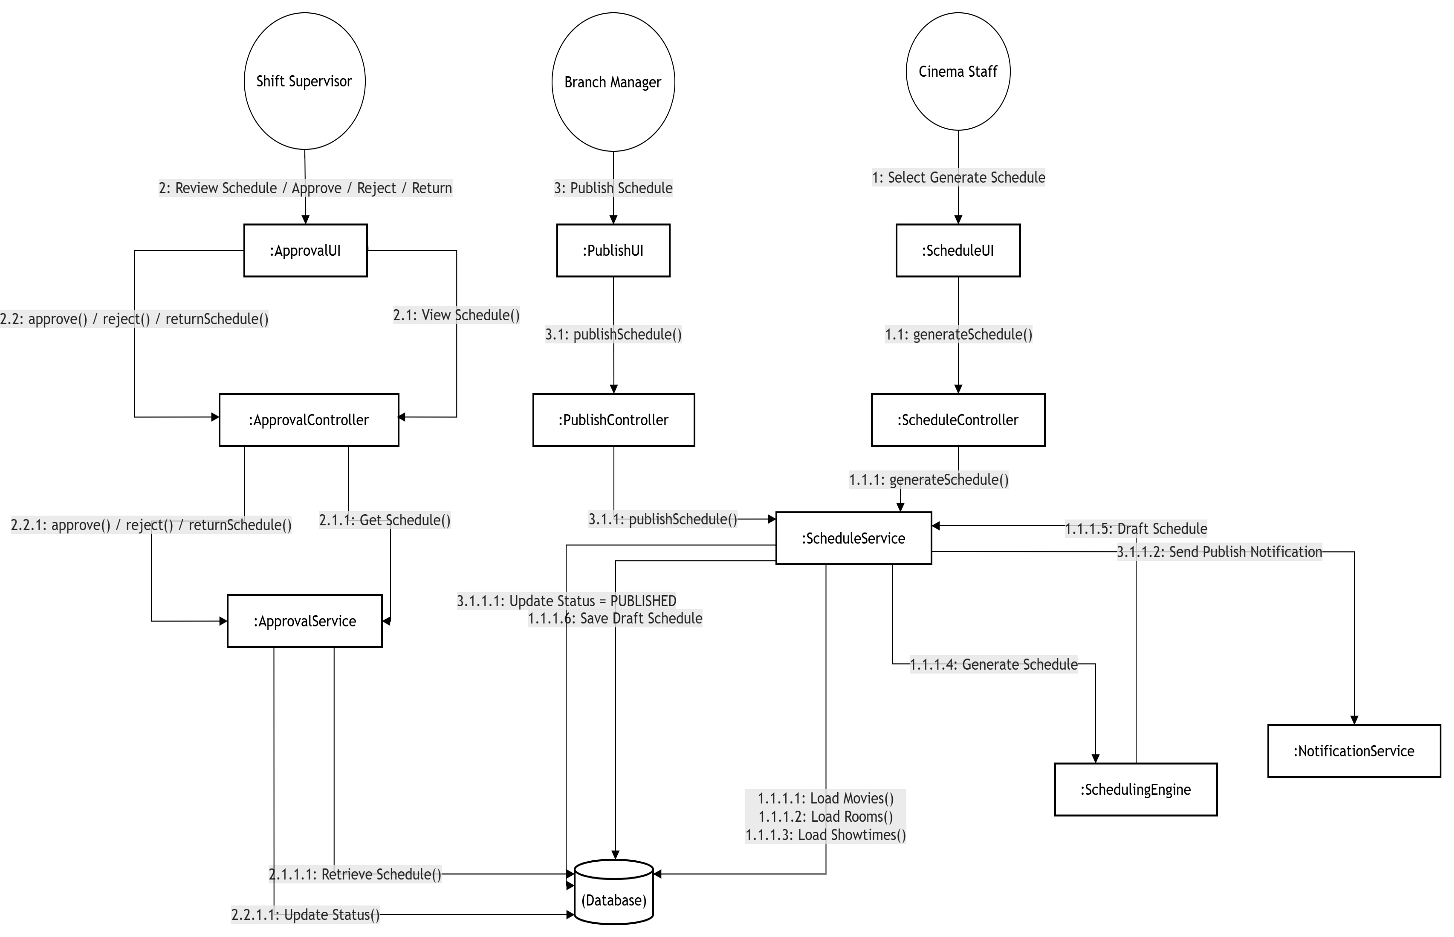 Shift Supervisor
Branch Manager
Cinema Staff
2: Review Schedule / Approve / Reject / Return
3: Publish Schedule
1: Select Generate Schedule
:ApprovalUI
:PublishUI
:ScheduleUI
2.2: approve() / reject() / returnSchedule()
2.1: View Schedule()
3.1: publishSchedule()
1.1: generateSchedule()
:ApprovalController
:PublishController
:ScheduleController
1.1.1: generateSchedule()
2.2.1: approve() / reject() / returnSchedule()
2.1.1: Get Schedule()
3.1.1: publishSchedule()
:ScheduleService
1.1.1.5: Draft Schedule
3.1.1.2: Send Publish Notification
3.1.1.1: Update Status = PUBLISHED
1.1.1.6: Save Draft Schedule
:ApprovalService
1.1.1.4: Generate Schedule
:NotificationService
:SchedulingEngine
1.1.1.1: Load Movies()
1.1.1.2: Load Rooms()
1.1.1.3: Load Showtimes()
2.1.1.1: Retrieve Schedule()
(Database)
2.2.1.1: Update Status()